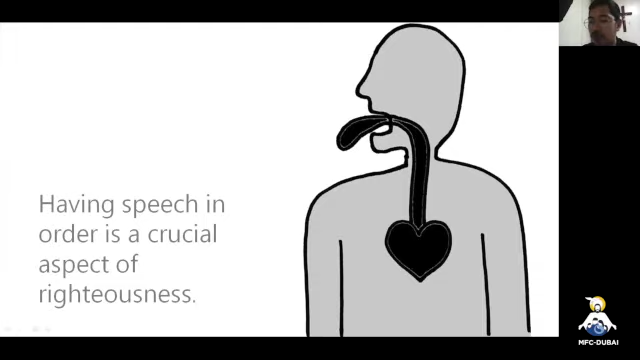 Having speech in
order is a crucial
aspect of
righteousness.
MFC-DUBAI